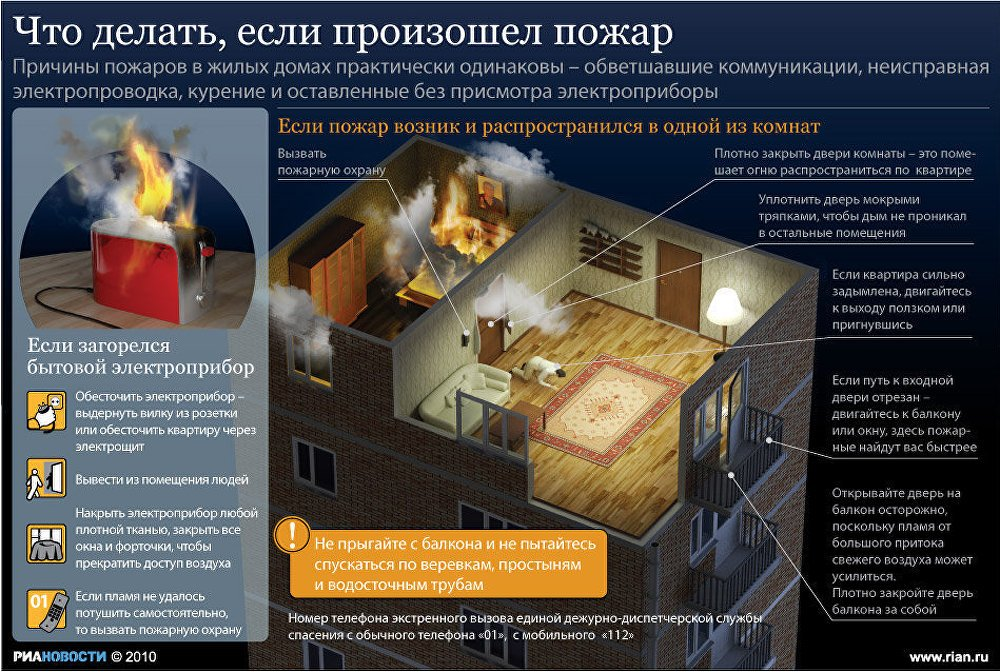 Что делать, если произошел пожар
Причины пожаров в жилых домах практически одинаковы – обветшавшие коммуникации, неисправная
электропроводка, курение и оставленные без присмотра электроприборы
Если загорелся
бытовой электроприбор
Обесточить электроприбор –
выдернуть вилку из розетки
или обесточить квартиру через
электрощит
Вывести из помещения людей
Накрыть электроприбор любой
плотной тканью, закрыть все
окна и форточки, чтобы
прекратить доступ воздуха
01
Если пламя не удалось
потушить самостоятельно,
то вызвать пожарную охрану
Если пожар возник и распространился в одной из комнат
Вызвать
пожарную охрану
Плотно закрыть двери комнаты – это поме-
шает огню распространиться по квартире
Уплотнить дверь мокрыми
тряпками, чтобы дым не проникал
в остальные помещения
Если квартира сильно
задымлена, двигайтесь
к выходу ползком или
пригнувшись
Если путь к входной
двери отрезан –
двигайтесь к балкону
или окну, здесь пожар-
ные найдут вас быстрее
Открывайте дверь на
балкон осторожно,
поскольку пламя от
большого притока
свежего воздуха может
усилиться.
Плотно закройте дверь
балкона за собой
!
Не прыгайте с балкона и не пытайтесь
спускаться по веревкам, простыням
и водосточным трубам
Номер телефона экстренного вызова единой дежурно-диспетчерской службы
спасения с обычного телефона «01», с мобильного «112»
РИАНОВОСТИ © 2010
www.rian.ru